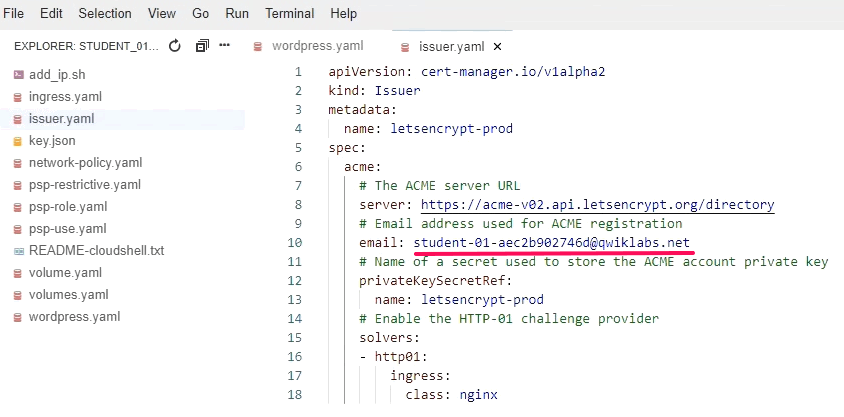 File Edit Selection View Go Run Terminal Help
EXPLORER: STUDENT_01...
wordpress.yaml
issuer.yaml
add_ip.sh
ingress.yaml
issuer.yaml
key.json
network-policy.yaml
psp-restrictive.yaml
psp-role.yaml
psp-use.yaml
README-cloudshell.txt
volume.yaml
volumes.yaml
wordpress.yaml
1 apiVersion: cert-manager.io/v1alpha2
2 kind: Issuer
3 metadata:
4   name: letsencrypt-prod
5 spec:
6   acme:
7     # The ACME server URL
8     server: https://acme-v02.api.letsencrypt.org/directory
9     # Email address used for ACME registration
10     email: student-01-aec2b902746d@qwiklabs.net
11     # Name of a secret used to store the ACME account private key
12     privateKeySecretRef:
13       name: letsencrypt-prod
14     # Enable the HTTP-01 challenge provider
15     solvers:
16     - http01:
17         ingress:
18           class: nginx